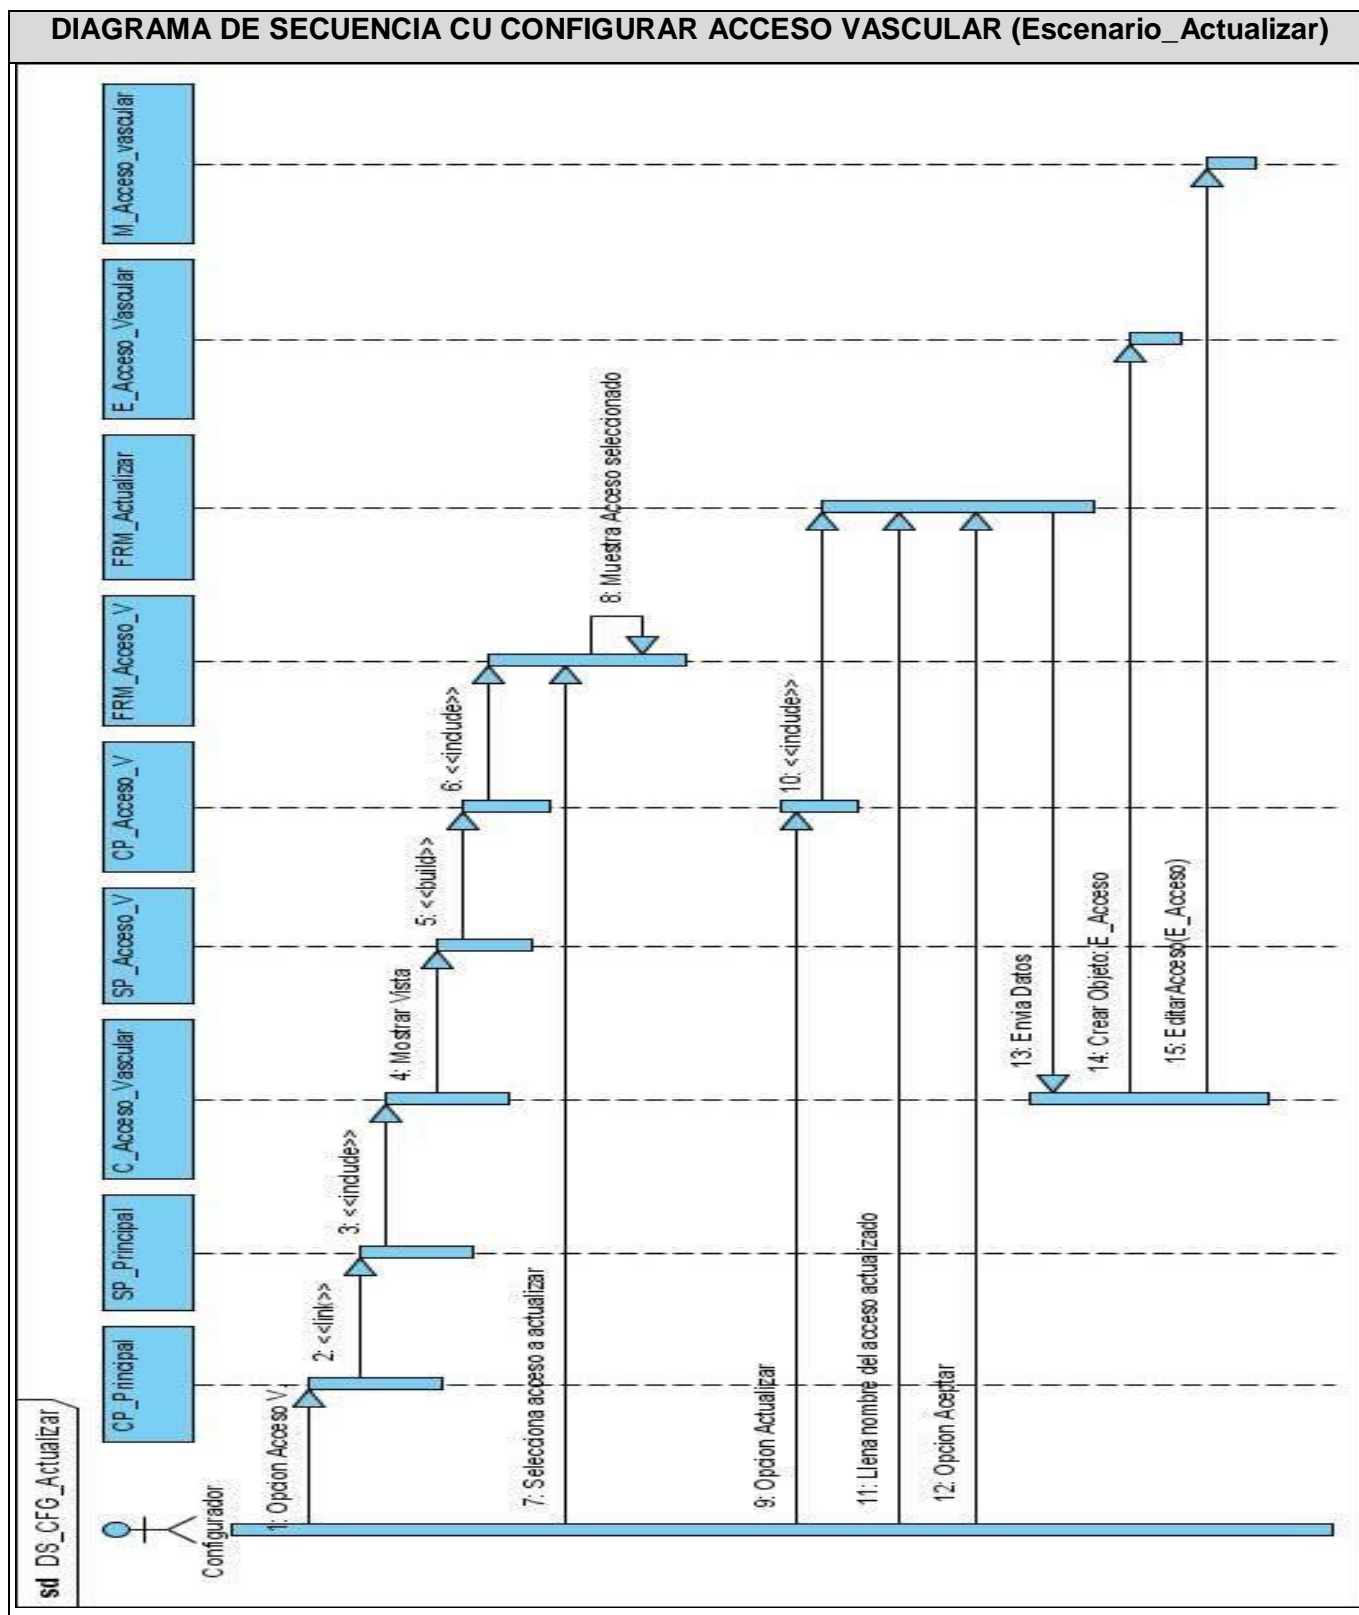 DIAGRAMA DE SECUENCIA CU CONFIGURAR ACCESO VASCULAR (Escenario_Actualizar)
sd DS_CFG_Actualizar
Configurador
CP_Principal
SP_Principal
C_Acceso_Vascular
SP_Acceso_V
CP_Acceso_V
FRM_Acceso_V
FRM_Actualizar
E_Acceso_Vascular
M_Acceso_vascular
1: Opcion Acceso V.
2: <<link>>
3: <<include>>
4: Mostrar Vista
5: <<build>>
6: <<include>>
7: Selecciona acceso a actualizar
8: Muestra Acceso seleccionado
9: Opcion Actualizar
10: <<include>>
11: Llena nombre del acceso actualizado
12: Opcion Aceptar
13: Envia Datos
14: Crear Objeto: E_Acceso
15: EditarAcceso(E_Acceso)